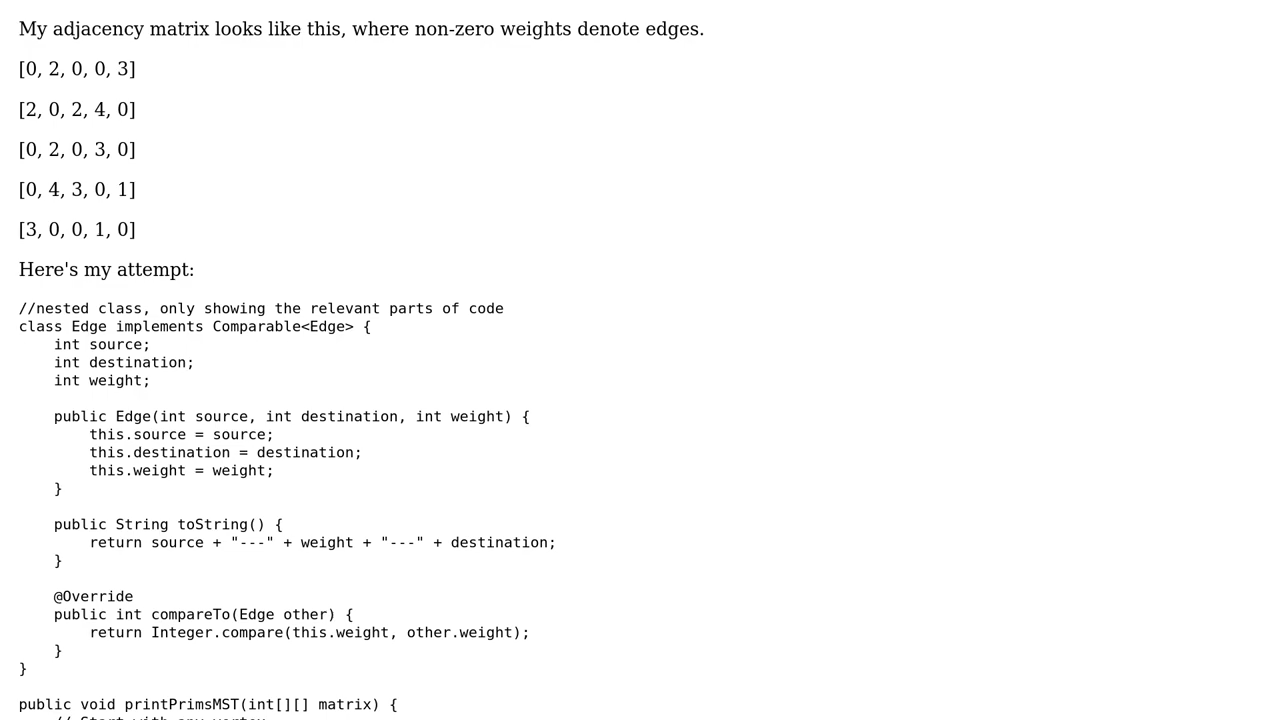 My adjacency matrix looks like this, where non-zero weights denote edges.
[0, 2, 0, 0, 3]
[2, 0, 2, 4, 0]
[0, 2, 0, 3, 0]
[0, 4, 3, 0, 1]
[3, 0, 0, 1, 0]
Here's my attempt:
//nested class, only showing the relevant parts of code
class Edge implements Comparable<Edge> {
    int source;
    int destination;
    int weight;
    public Edge(int source, int destination, int weight) {
        this.source = source;
        this.destination = destination;
        this.weight = weight;
    }
    public String toString() {
        return source + "---" + weight + "---" + destination;
    }
    @Override
    public int compareTo(Edge other) {
        return Integer.compare(this.weight, other.weight);
    }
}
public void printPrimsMST(int[][] matrix) {
    // Start with any vertex